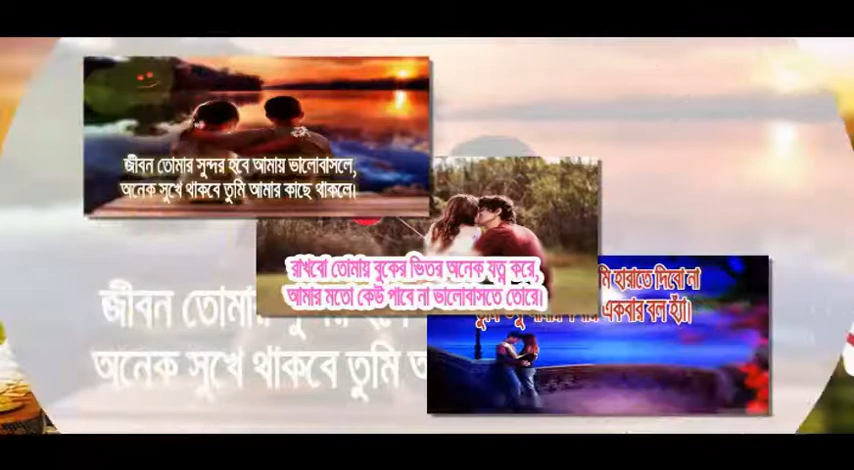 জীবন তোমার সুন্দর হবে আমায় ভালোবাসলে,
অনেক সুখে থাকবে তুমি আমার কাছে থাকলে।
রাখবো তোমায় বুকের ভিতর অনেক যত্ন করে,
আমার মতো কেউ পাবে না ভালোবাসতে তোরে।
হারাতে দিবো না
একবার বল হ্যাঁ।
জীবন তোমার
অনেক সুখে থাকবে তুমি